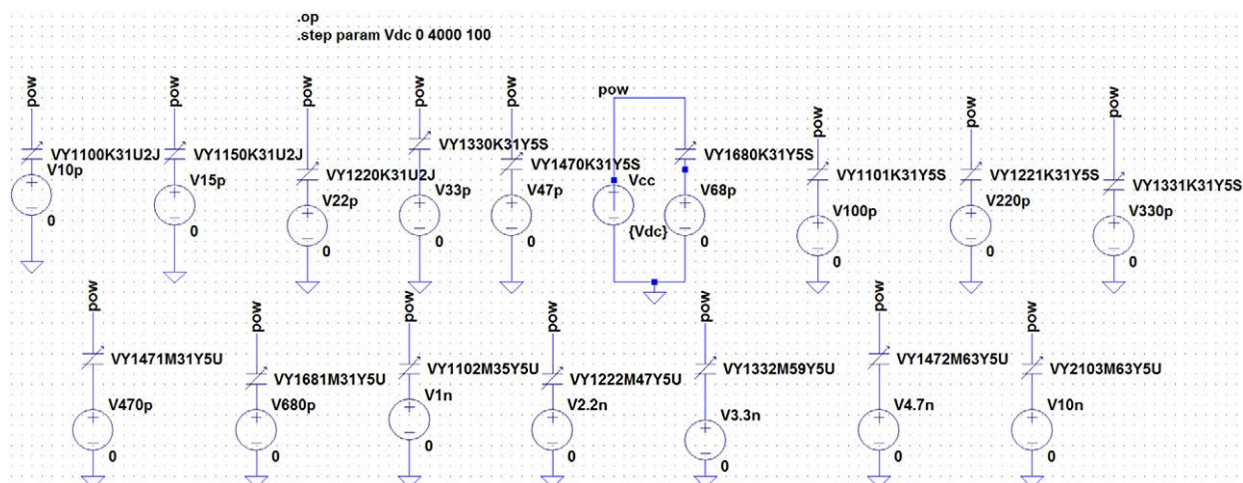 .op
.step param Vdc 0 4000 100
pow pow pow pow pow pow pow pow pow
VY1100K31U2J VY1150K31U2J VY1220K31U2J VY1330K31Y5S VY1470K31Y5S VY1680K31Y5S VY1101K31Y5S VY1221K31Y5S VY1331K31Y5S
V10p V15p V22p V33p V47p Vcc V68p V100p V220p V330p
0 0 0 0 0 {Vdc} 0 0 0 0
pow pow pow pow pow pow pow
VY1471M31Y5U VY1681M31Y5U VY1102M35Y5U VY1222M47Y5U VY1332M59Y5U VY1472M63Y5U VY2103M63Y5U
V470p V680p V1n V2.2n V3.3n V4.7n V10n
0 0 0 0 0 0 0